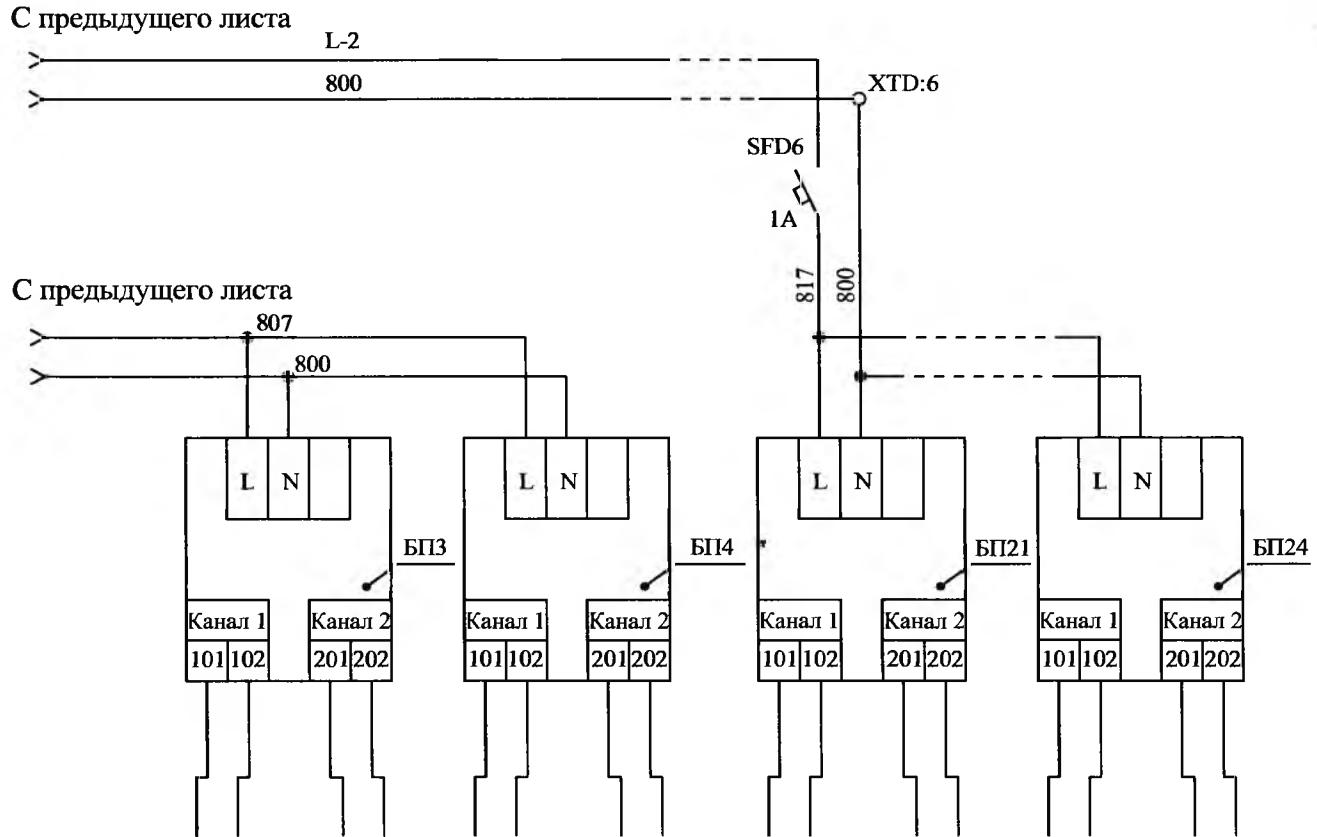 С предыдущего листа
L-2
800
XTD:6
SFD6
1А
817
800
С предыдущего листа
807
800
L N
L N
L N
L N
БП3
БП4
БП21
БП24
Канал 1 Канал 2
Канал 1 Канал 2
Канал 1 Канал 2
Канал 1 Канал 2
101 102 201 202
101 102 201 202
101 102 201 202
101 102 201 202